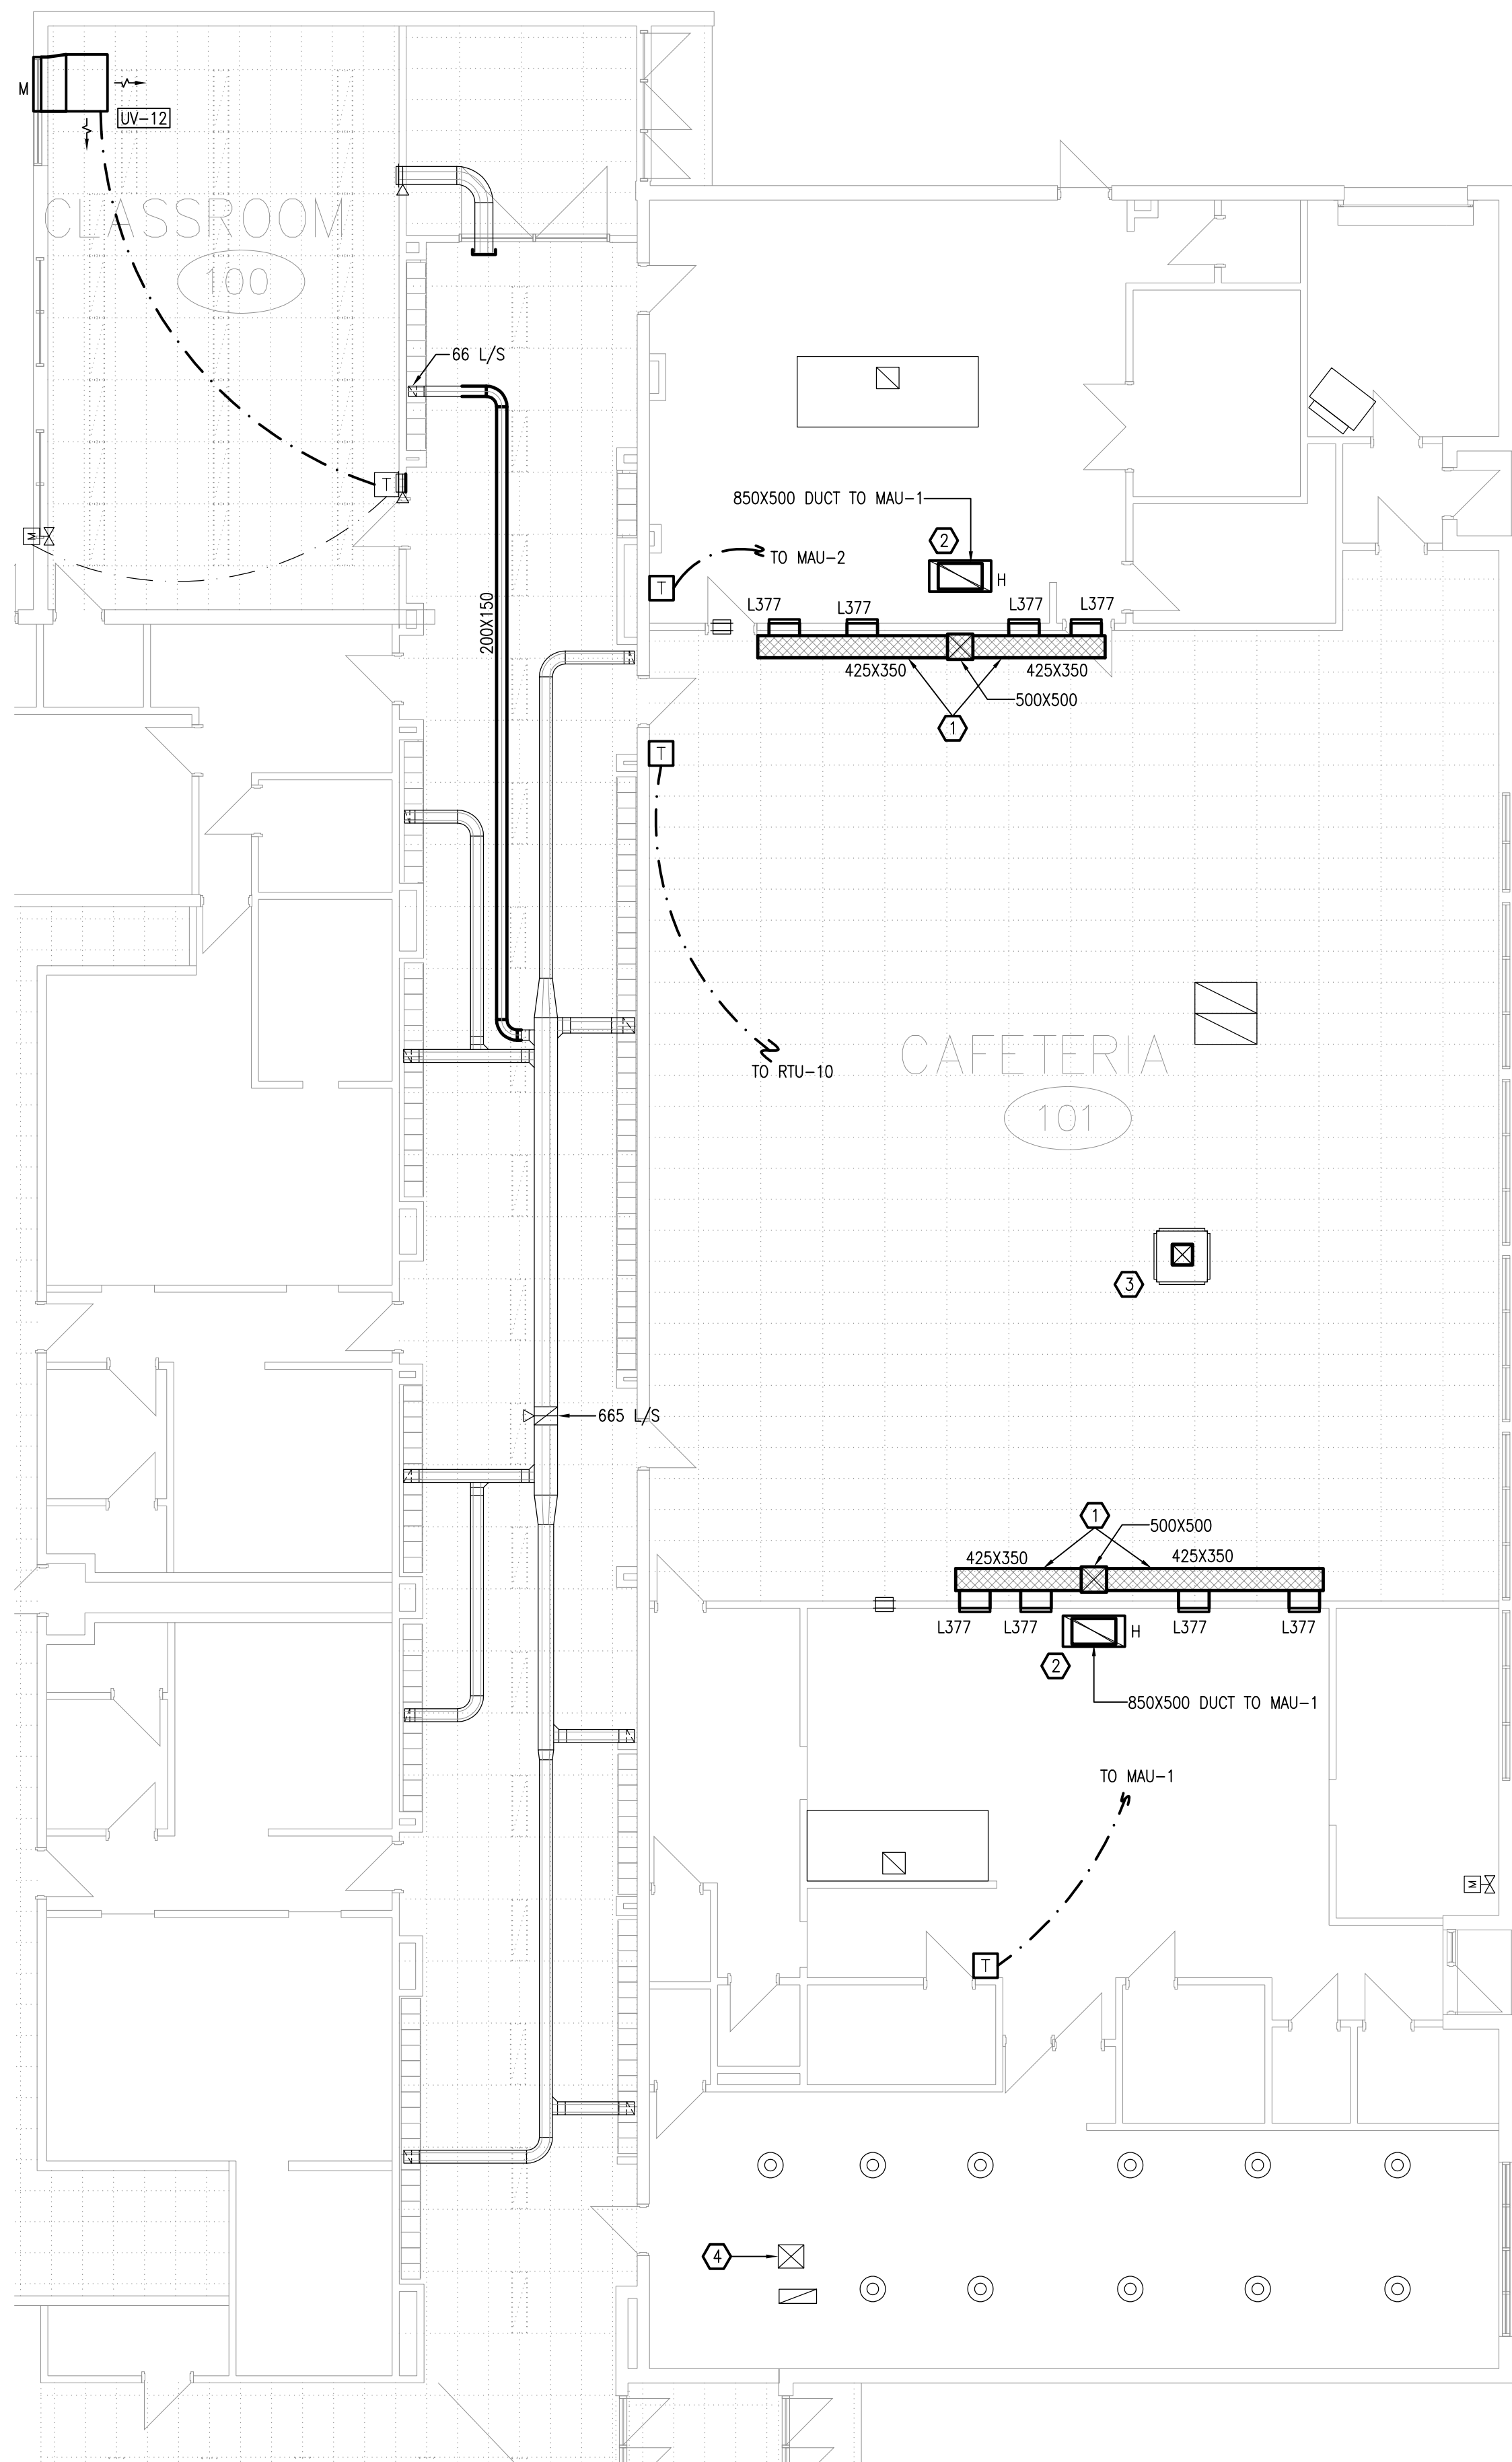 M
UV-12
CLASSROOM
100
66 L/S
T
M
200X150
850X500 DUCT TO MAU-1
2
H
TO MAU-2
T
L377
L377
L377
L377
425X350
425X350
500X500
1
T
TO RTU-10
CAFETERIA
101
3
665 L/S
1
500X500
425X350
425X350
L377
L377
L377
L377
H
2
850X500 DUCT TO MAU-1
TO MAU-1
M
T
4